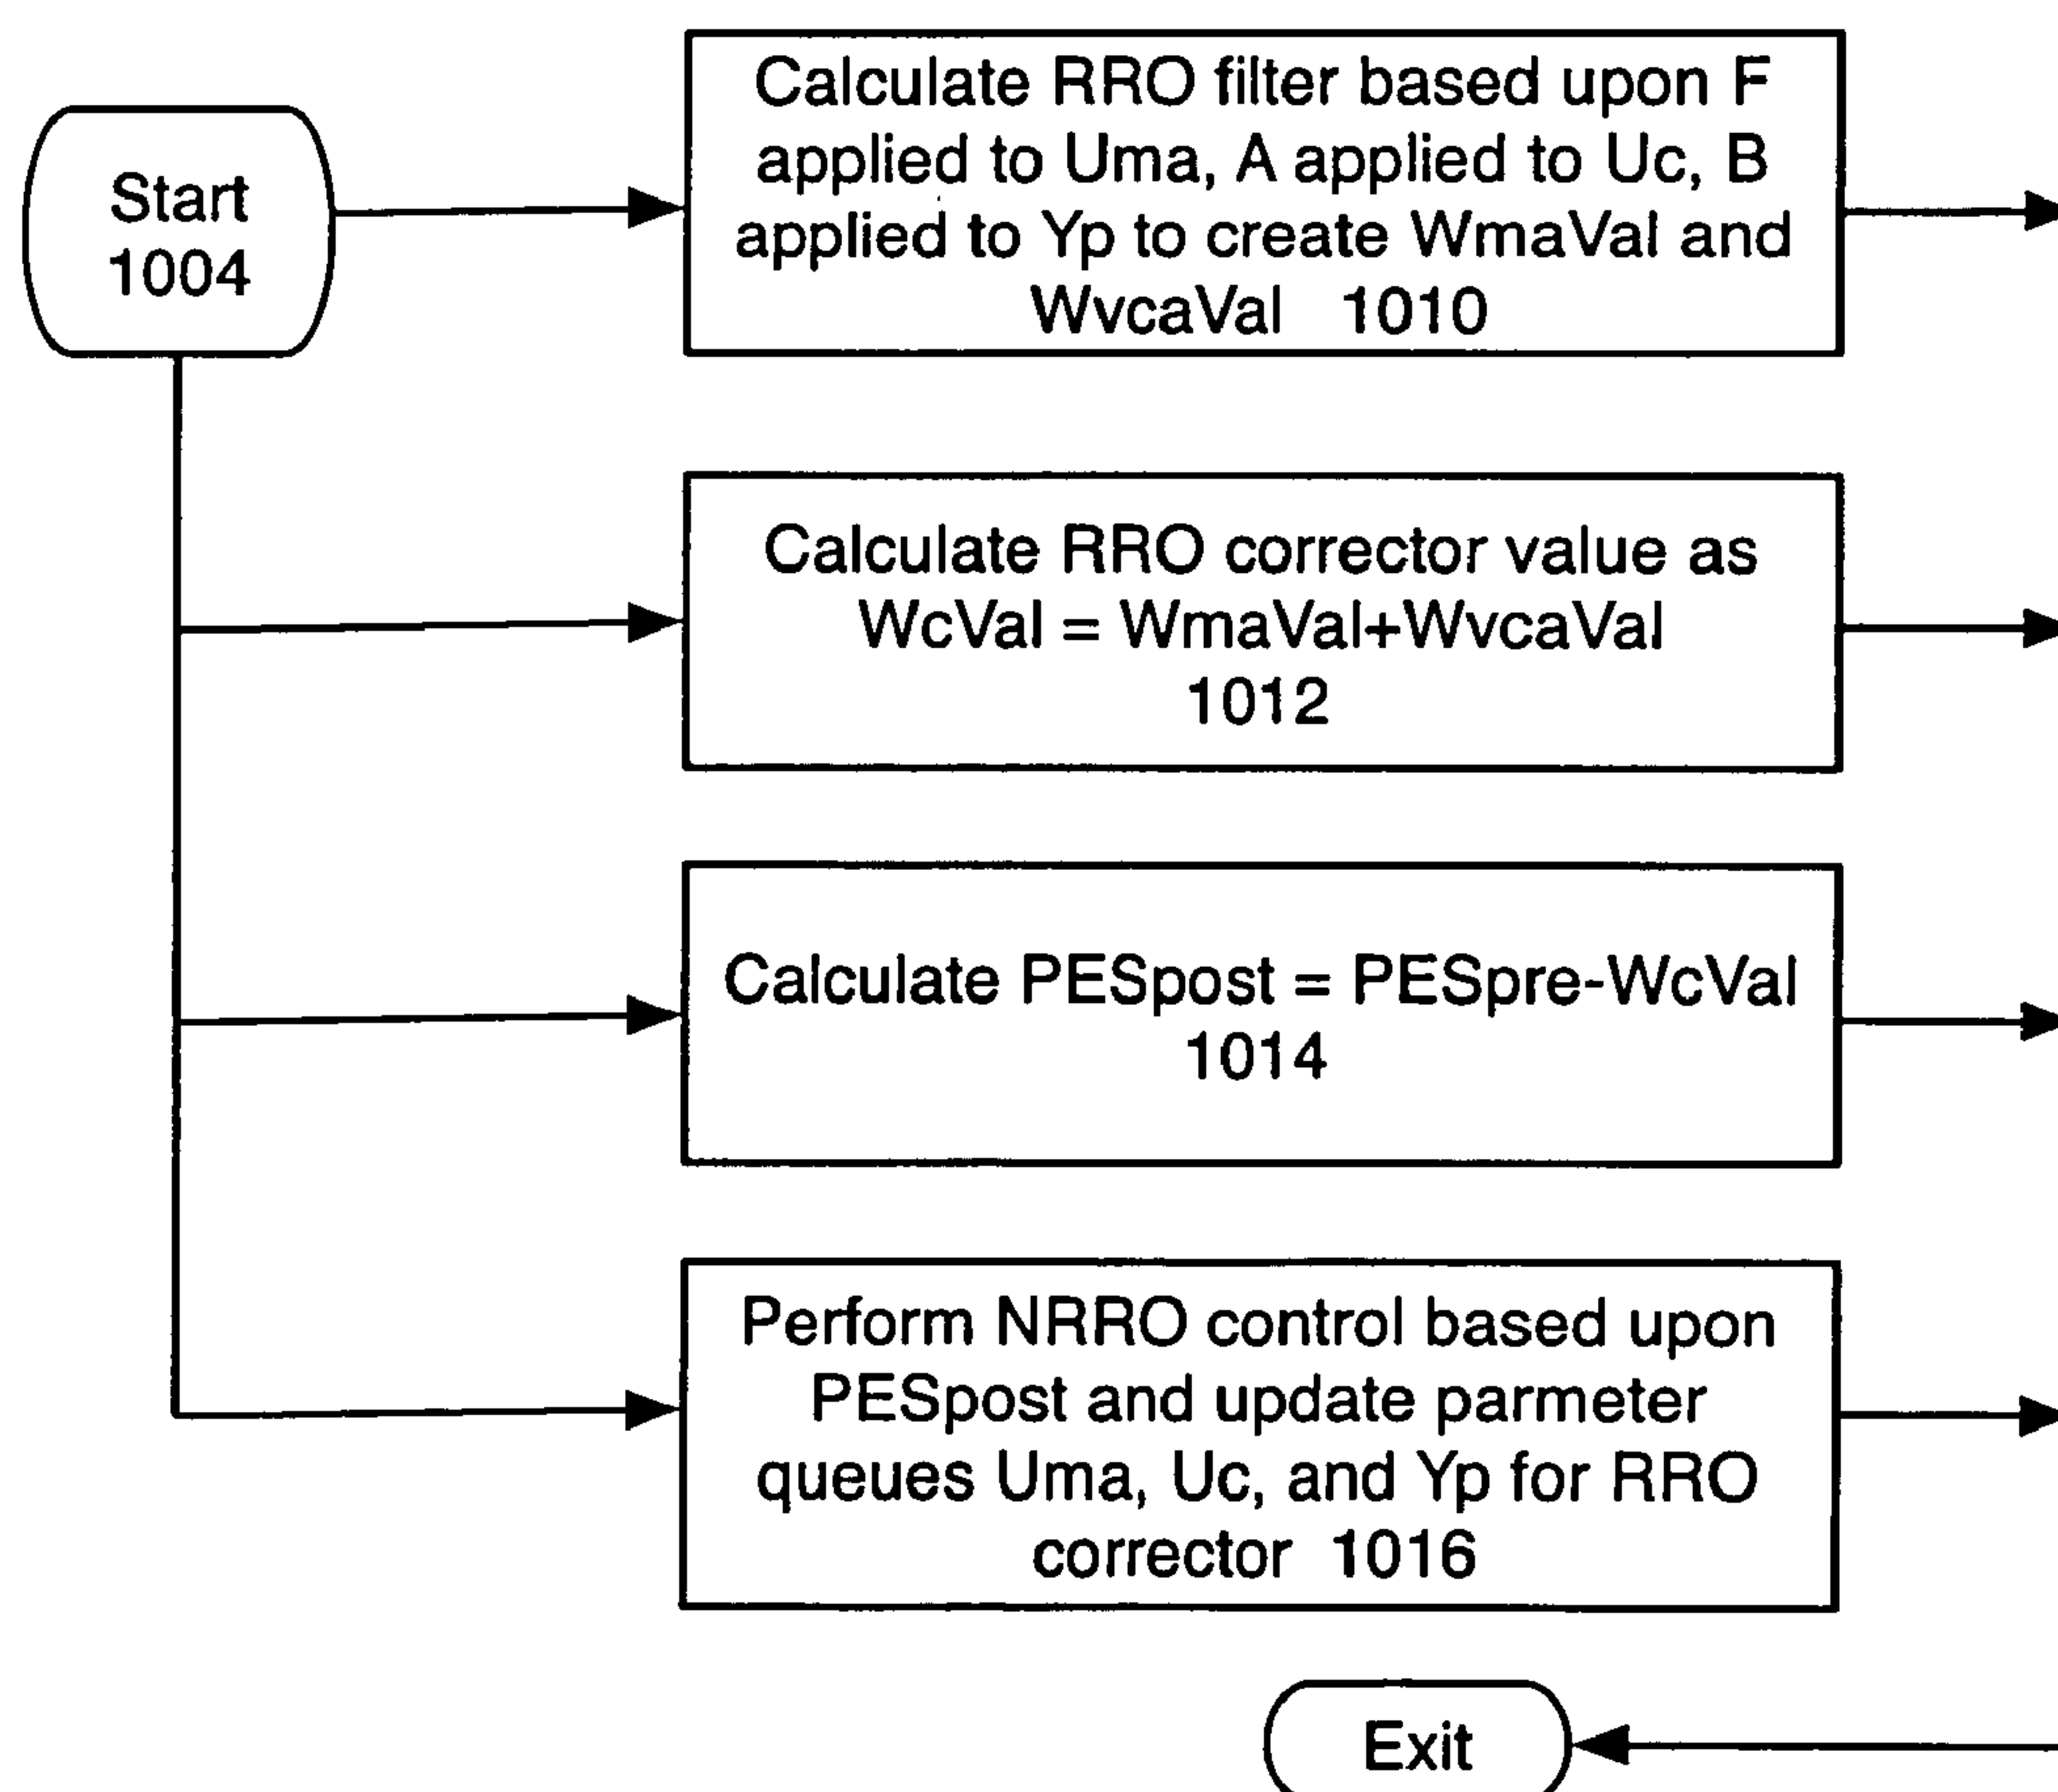 Start
1004
Calculate RRO filter based upon F
applied to Uma, A applied to Uc, B
applied to Yp to create WmaVal and
WvcaVal 1010
Calculate RRO corrector value as
WcVal = WmaVal+WvcaVal
1012
Calculate PESpost = PESpre-WcVal
1014
Perform NRRO control based upon
PESpost and update parmeter
queues Uma, Uc, and Yp for RRO
corrector 1016
Exit